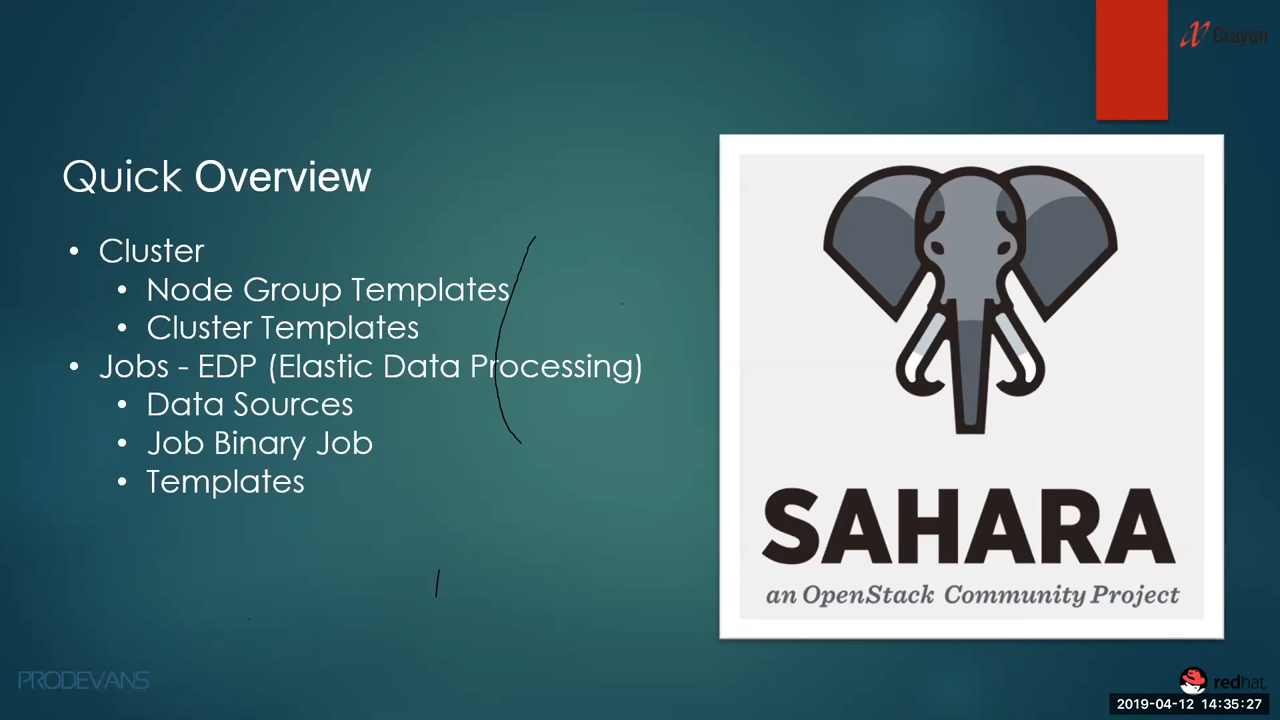 Crayon
Quick Overview
• Cluster
• Node Group Templates
• Cluster Templates
• Jobs - EDP (Elastic Data Processing)
• Data Sources
• Job Binary Job
• Templates
SAHARA
an OpenStack Community Project
PRODEVANS
redhat
2019-04-12 14:35:27